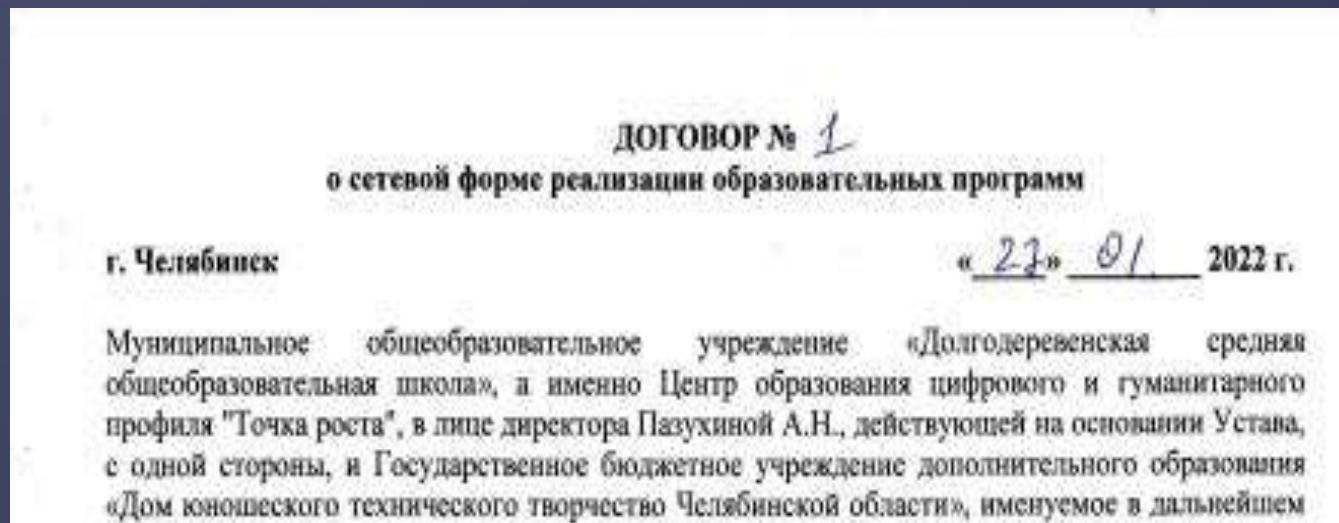 ДОГОВОР № 1
о сетевой форме реализации образовательных программ
г. Челябинск « 27» 01 2022 г.
Муниципальное общеобразовательное учреждение «Долгодеревенская средняя
общеобразовательная школа», а именно Центр образования цифрового и гуманитарного
профиля "Точка роста", в лице директора Пазухиной А.Н., действующей на основании Устава,
с одной стороны, и Государственное бюджетное учреждение дополнительного образования
«Дом юношеского технического творчество Челябинской области», именуемое в дальнейшем